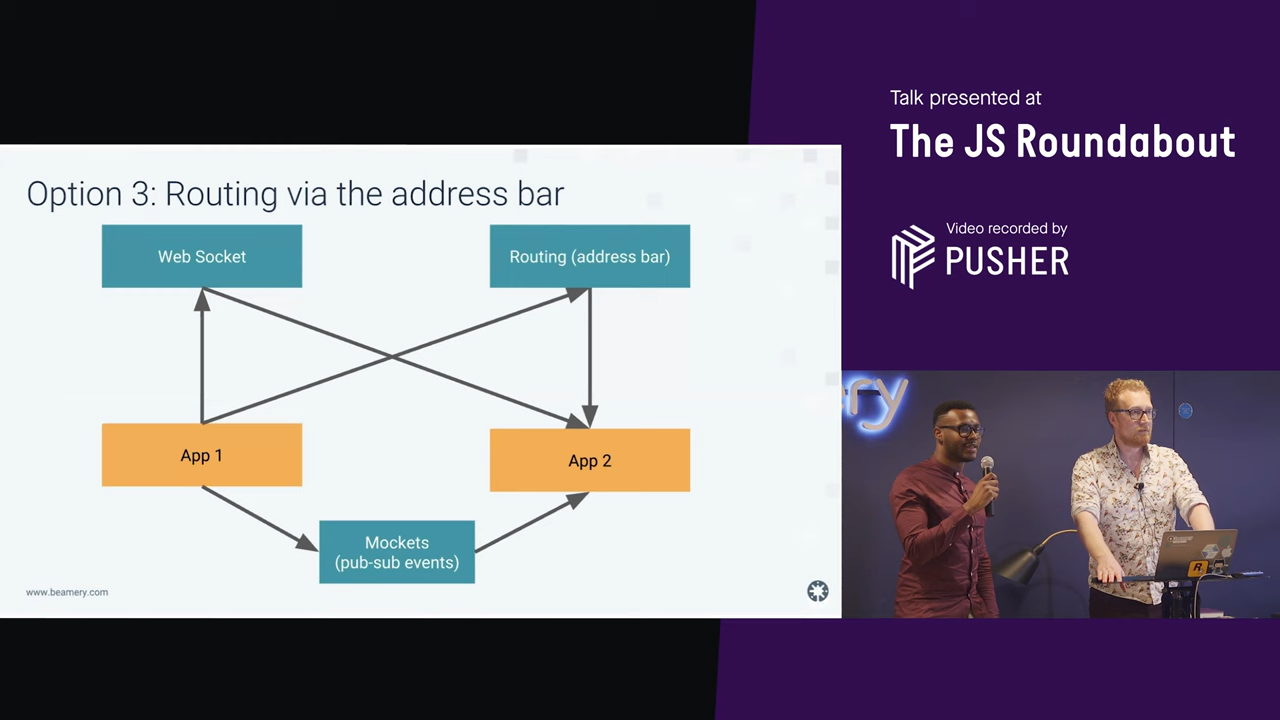 Talk presented at
The JS Roundabout
Video recorded by
PUSHER
Option 3: Routing via the address bar
Web Socket
Routing (address bar)
App 1
App 2
Mockets
(pub-sub events)
www.beamery.com
ery
R